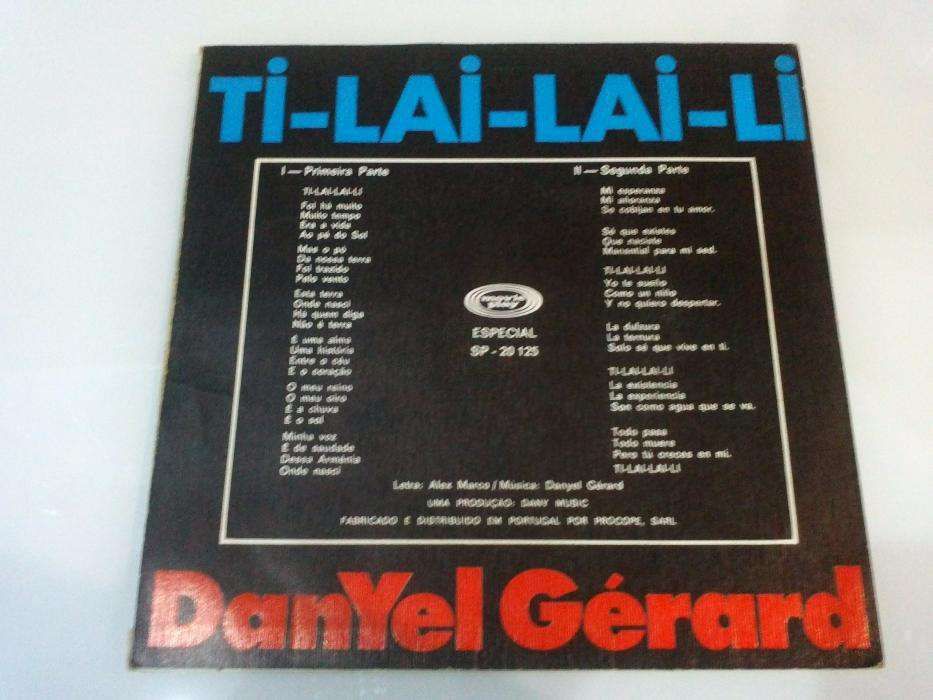 Ti-LAi-LAi-Li
I — Primeira Parte
TI-LAI-LAI-LI
Foi há muito
Muito tempo
Era a vida
Ao pé do Sol
Mas o pó
Da nossa terra
Foi trazido
Pelo vento
Esta terra
Onde nasci
Há quem diga
Não é terra
É uma alma
Uma história
Entre o céu
E o coração
O meu reino
O meu oiro
É a chuva
E o sol
Minha voz
É de saudade
Dessa Arménia
Onde nasci
II — Segunda Parte
Mi esperanza
Mi añoranza
Se cobijan en tu amor.
Sé que existes
Que naciste
Manantial para mi sed.
TI-LAI-LAI-LI
Yo te sueño
Como un niño
Y no quiero despertar.
La dulzura
La ternura
Solo sé que vive en ti.
TI-LAI-LAI-LI
La existencia
La experiencia
Son como agua que se va.
Todo pasa
Todo muere
Pero tú creces en mi.
TI-LAI-LAI-LI
movie play
ESPECIAL
SP - 20 125
Letra: Alex Marco / Música: Danyel Gérard
UMA PRODUÇÃO: DANY MUSIC
FABRICADO E DISTRIBUIDO EM PORTUGAL POR PROCOPE, SARL
DanYel Gérard